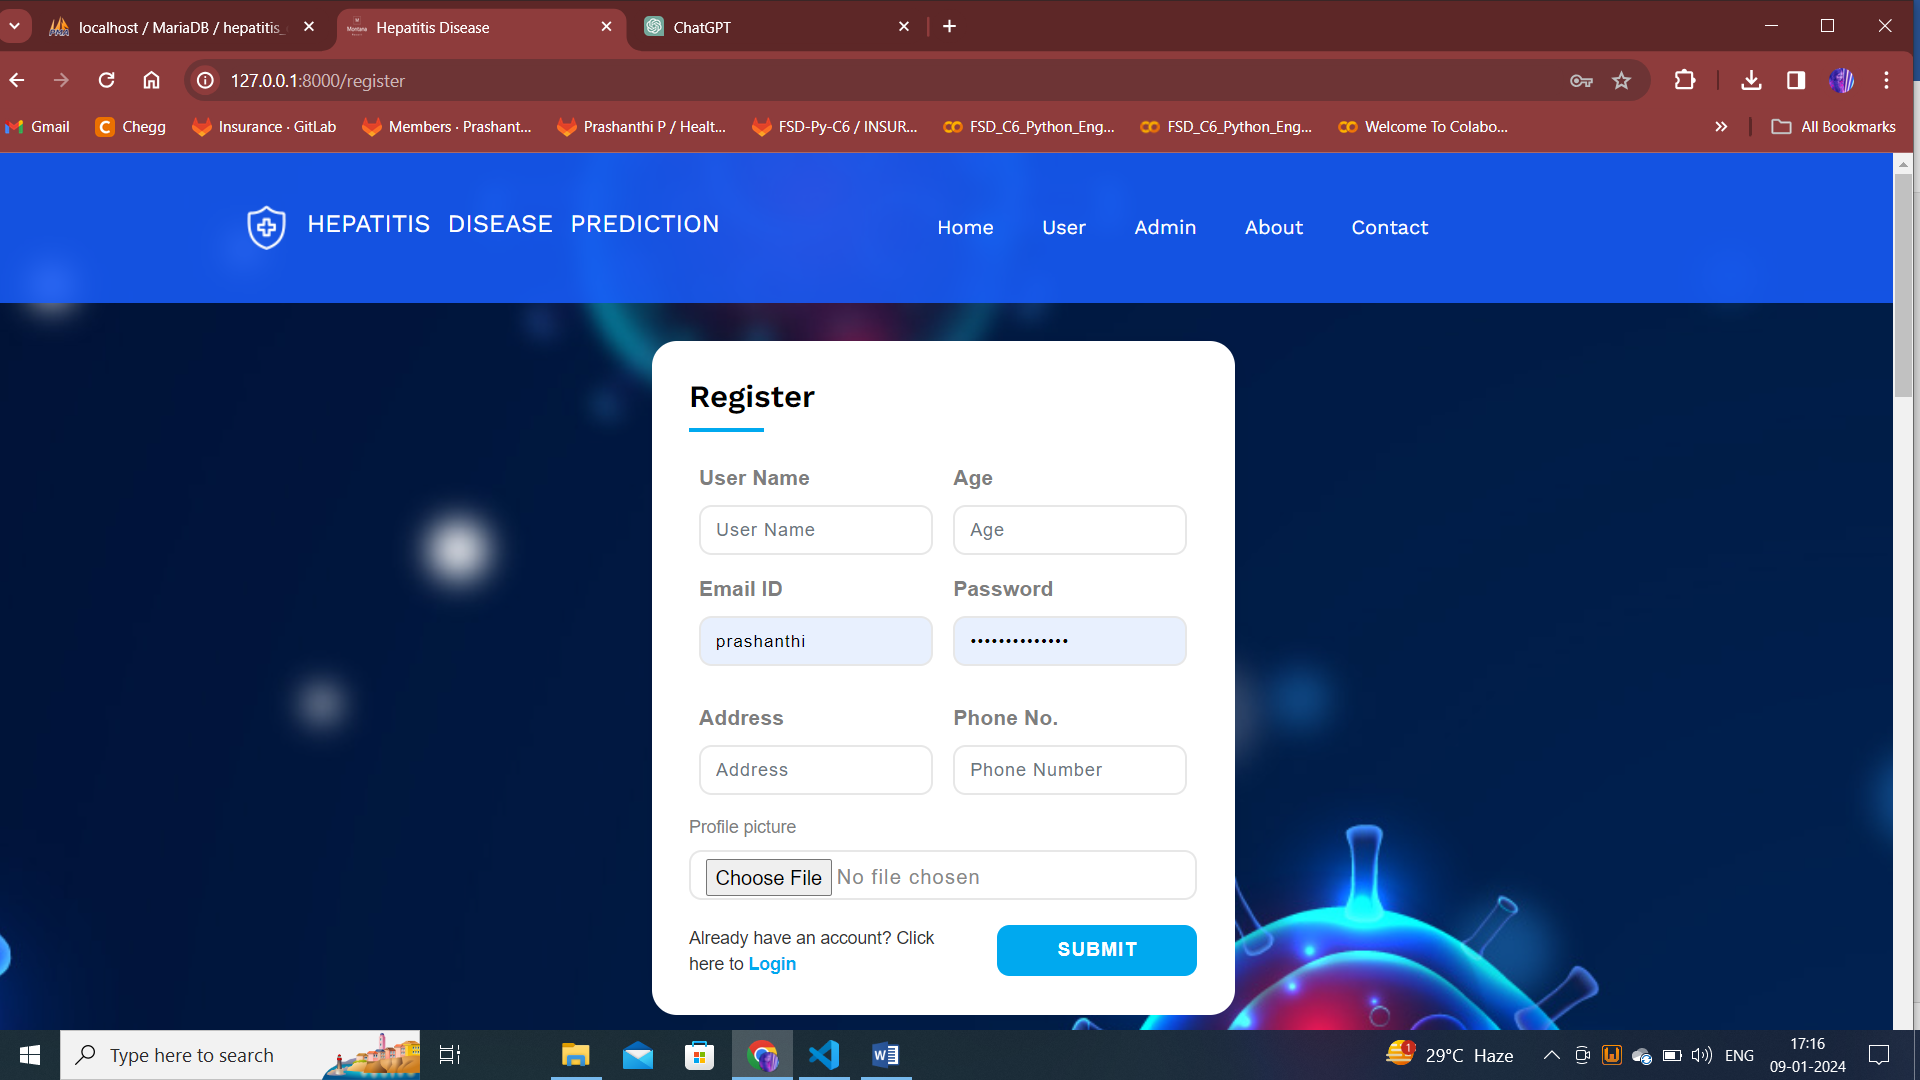 localhost / MariaDB / hepatitis_
Hepatitis Disease
ChatGPT
127.0.0.1:8000/register
Gmail
Chegg
Insurance · GitLab
Members · Prashant...
Prashanthi P / Healt...
FSD-Py-C6 / INSUR...
FSD_C6_Python_Eng...
FSD_C6_Python_Eng...
Welcome To Colabo...
All Bookmarks
HEPATITIS DISEASE PREDICTION
Home
User
Admin
About
Contact
Register
User Name
Age
User Name
Age
Email ID
Password
prashanthi
••••••••••••••
Address
Phone No.
Address
Phone Number
Profile picture
Choose File No file chosen
Already have an account? Click
here to Login
SUBMIT
Type here to search
1
29°C Haze
ENG
17:16
09-01-2024